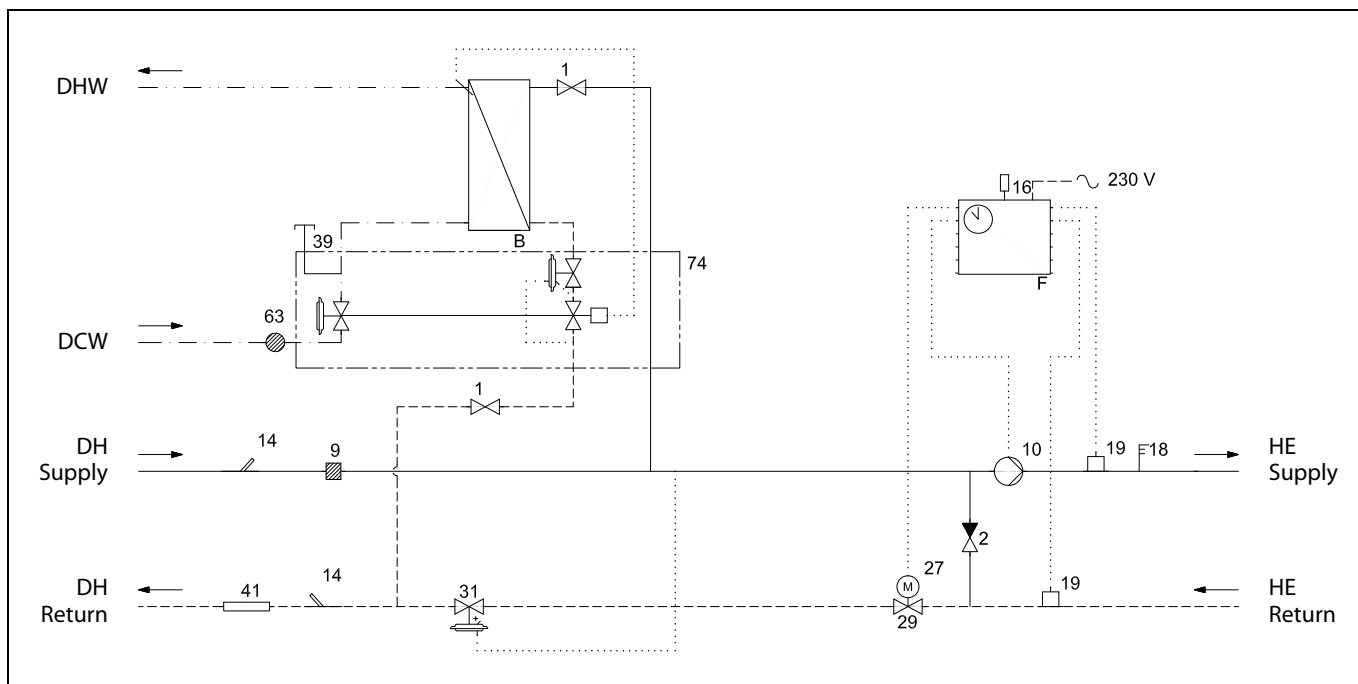 DHW
1
16
230 V
B
F
39
74
63
DCW
1
DH
Supply
14
9
10
19
18
HE
Supply
2
DH
Return
41
14
31
M
27
29
19
HE
Return
+